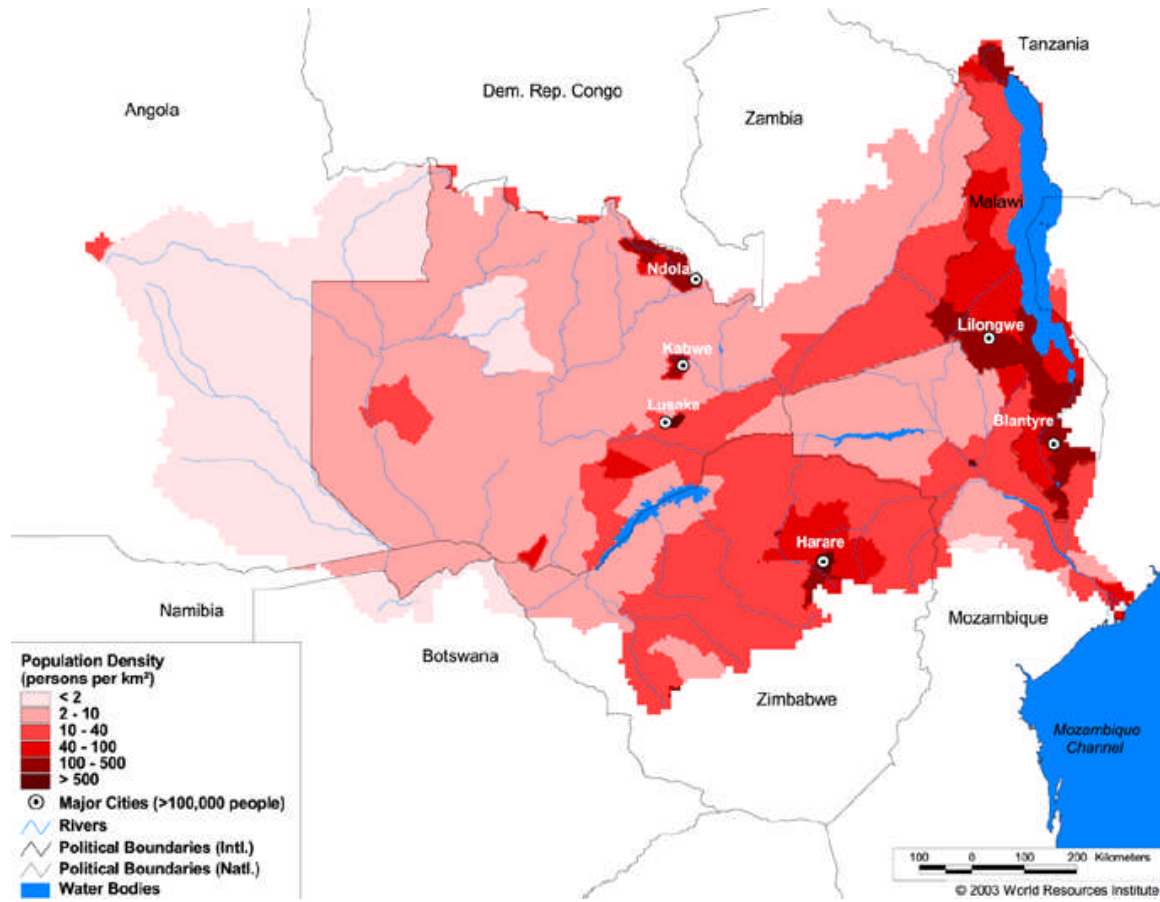 Tanzania
Dem. Rep. Congo
Angola
Zambia
Malawi
Ndola
Lilongwe
Kabwe
Lusaka
Blantyre
Harare
Namibia
Mozambique
Botswana
Zimbabwe
Mozambique
Channel
Population Density
(persons per km²)
< 2
2 - 10
10 - 40
40 - 100
100 - 500
> 500
Major Cities (>100,000 people)
Rivers
Political Boundaries (Intl.)
Political Boundaries (Natl.)
Water Bodies
100 0 100 200 Kilometers
© 2003 World Resources Institute